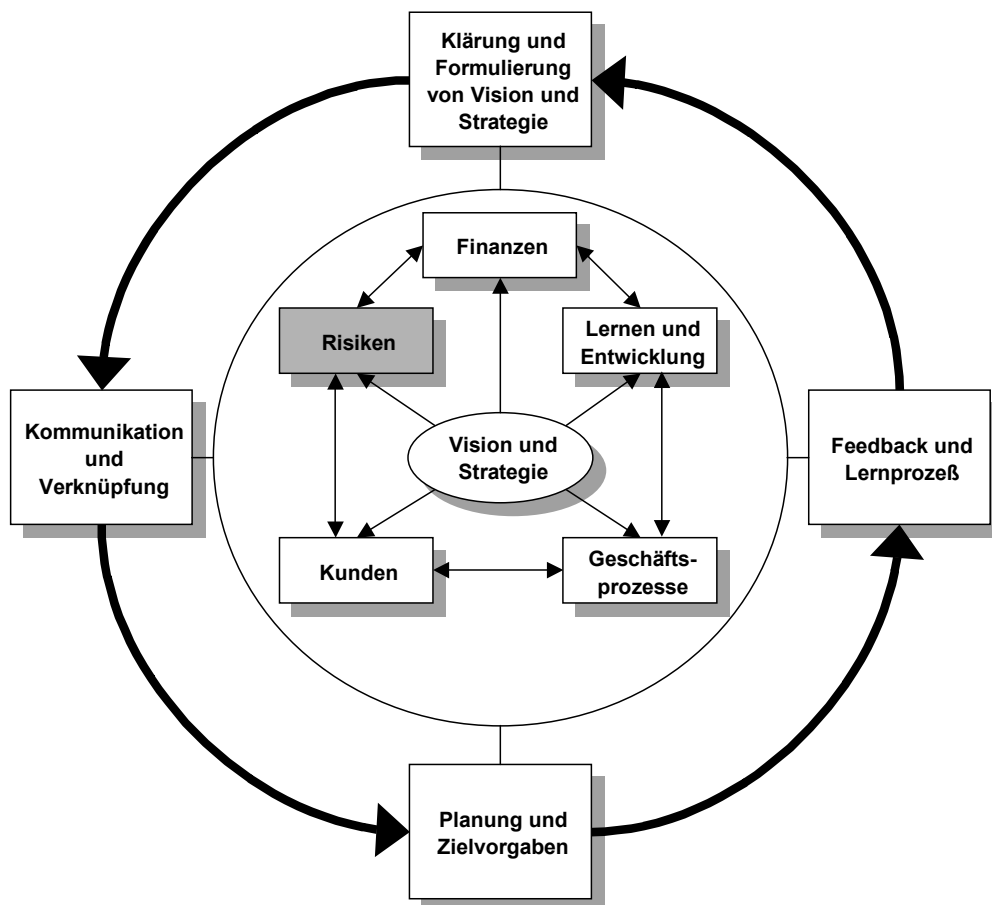 Klärung und
Formulierung
von Vision und
Strategie
Finanzen
Risiken
Lernen und
Entwicklung
Kommunikation
und
Verknüpfung
Vision und
Strategie
Feedback und
Lernprozeß
Kunden
Geschäfts-
prozesse
Planung und
Zielvorgaben